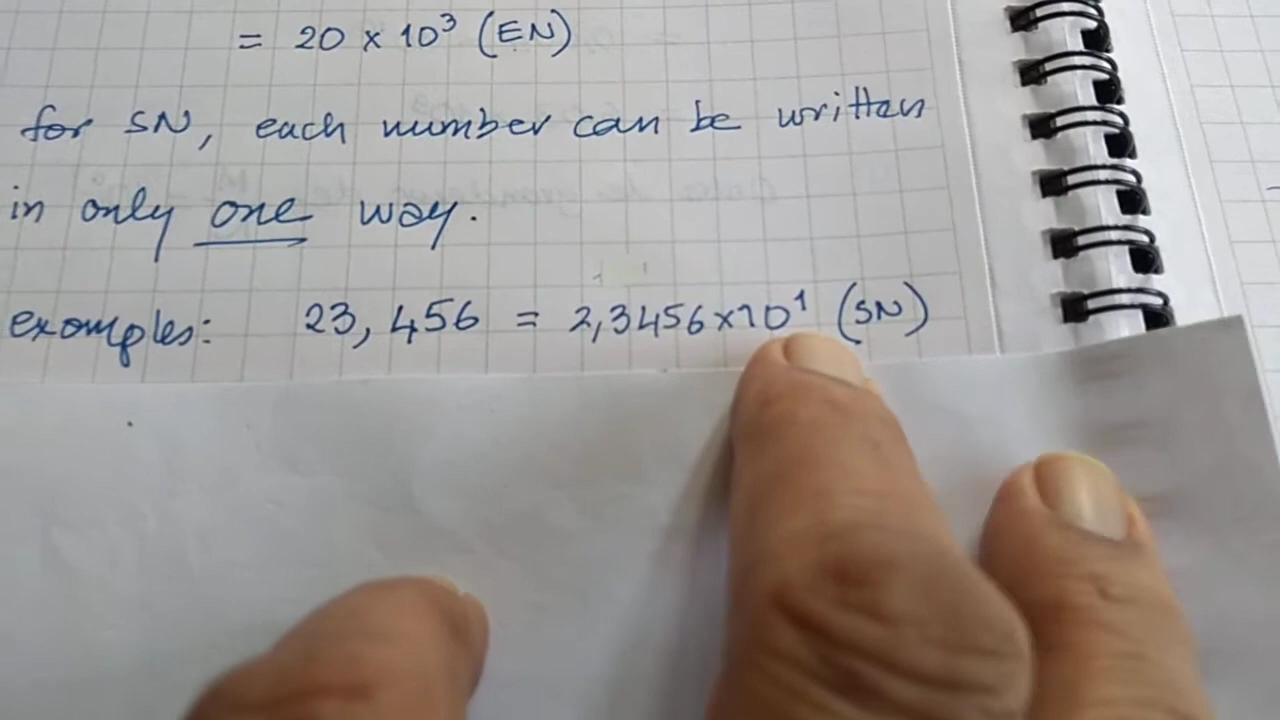 = 20 × 10³ (EN)
for SN, each number can be written
in only one way.
examples: 23,456 = 2,3456×10¹ (SN)